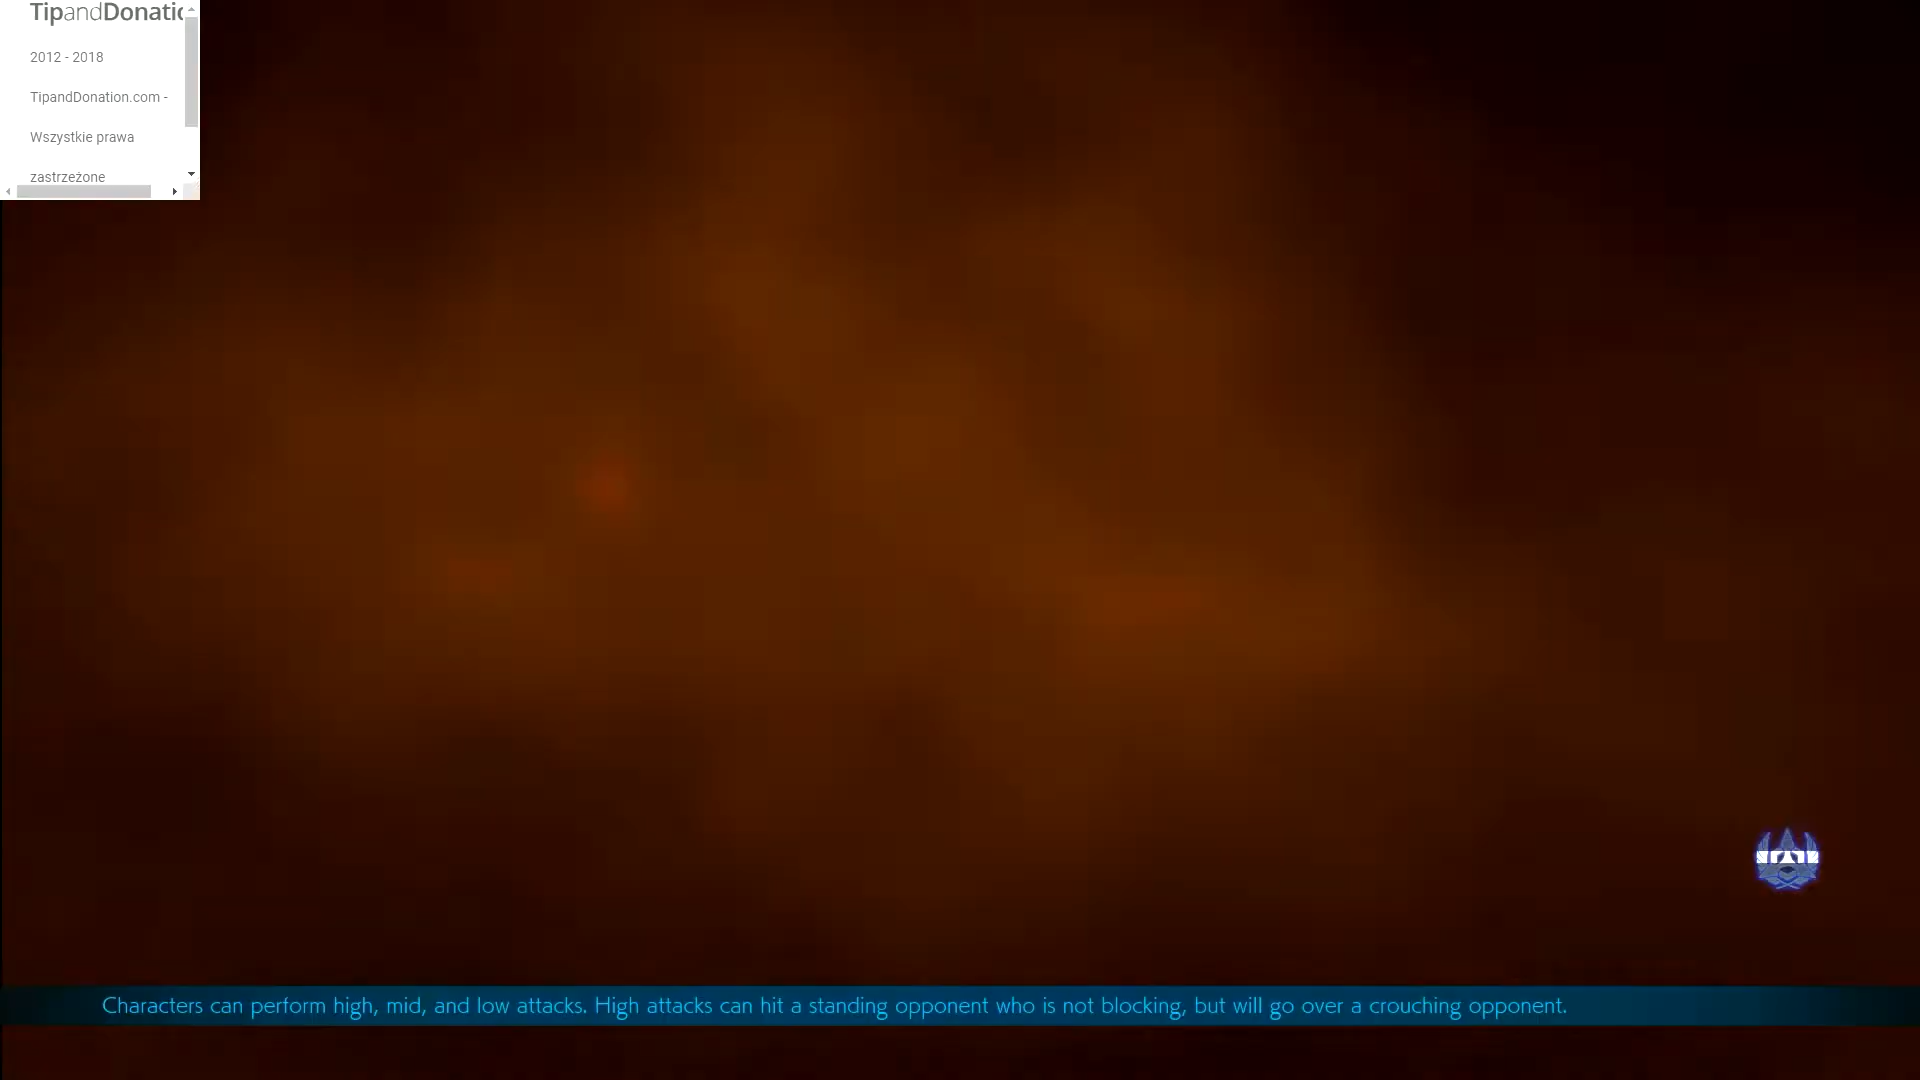 TipandDonatio
2012 - 2018
TipandDonation.com -
Wszystkie prawa
zastrzeżone
Characters can perform high, mid, and low attacks. High attacks can hit a standing opponent who is not blocking, but will go over a crouching opponent.